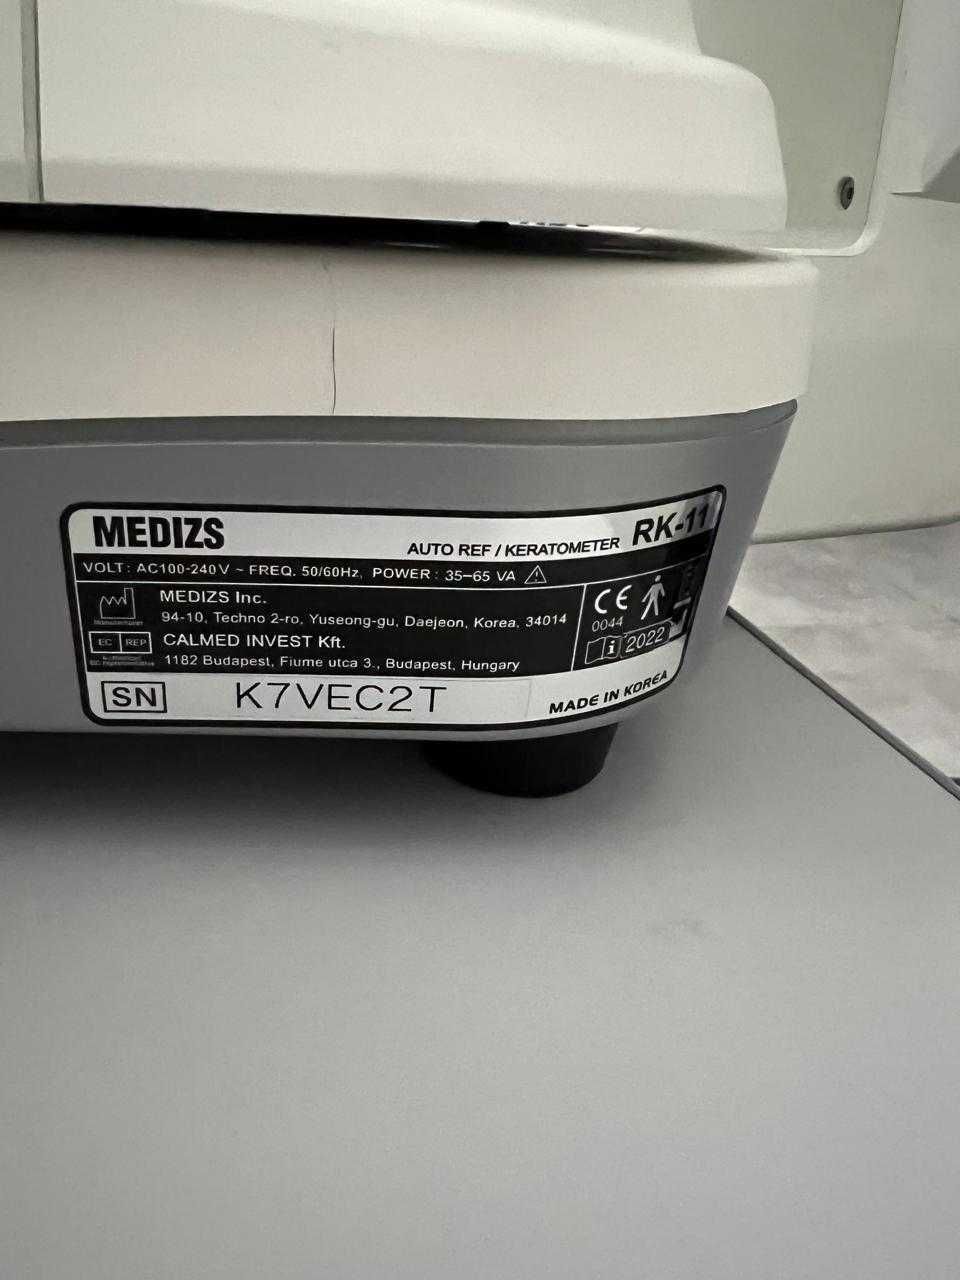 MEDIZS
AUTO REF / KERATOMETER RK-11
VOLT : AC100-240V ~ FREQ. 50/60Hz, POWER : 35–65 VA
MEDIZS Inc.
94-10, Techno 2-ro, Yuseong-gu, Daejeon, Korea, 34014
CE
0044
EC REP
CALMED INVEST Kft.
1182 Budapest, Fiume utca 3., Budapest, Hungary
i 2022
SN K7VEC2T
MADE IN KOREA